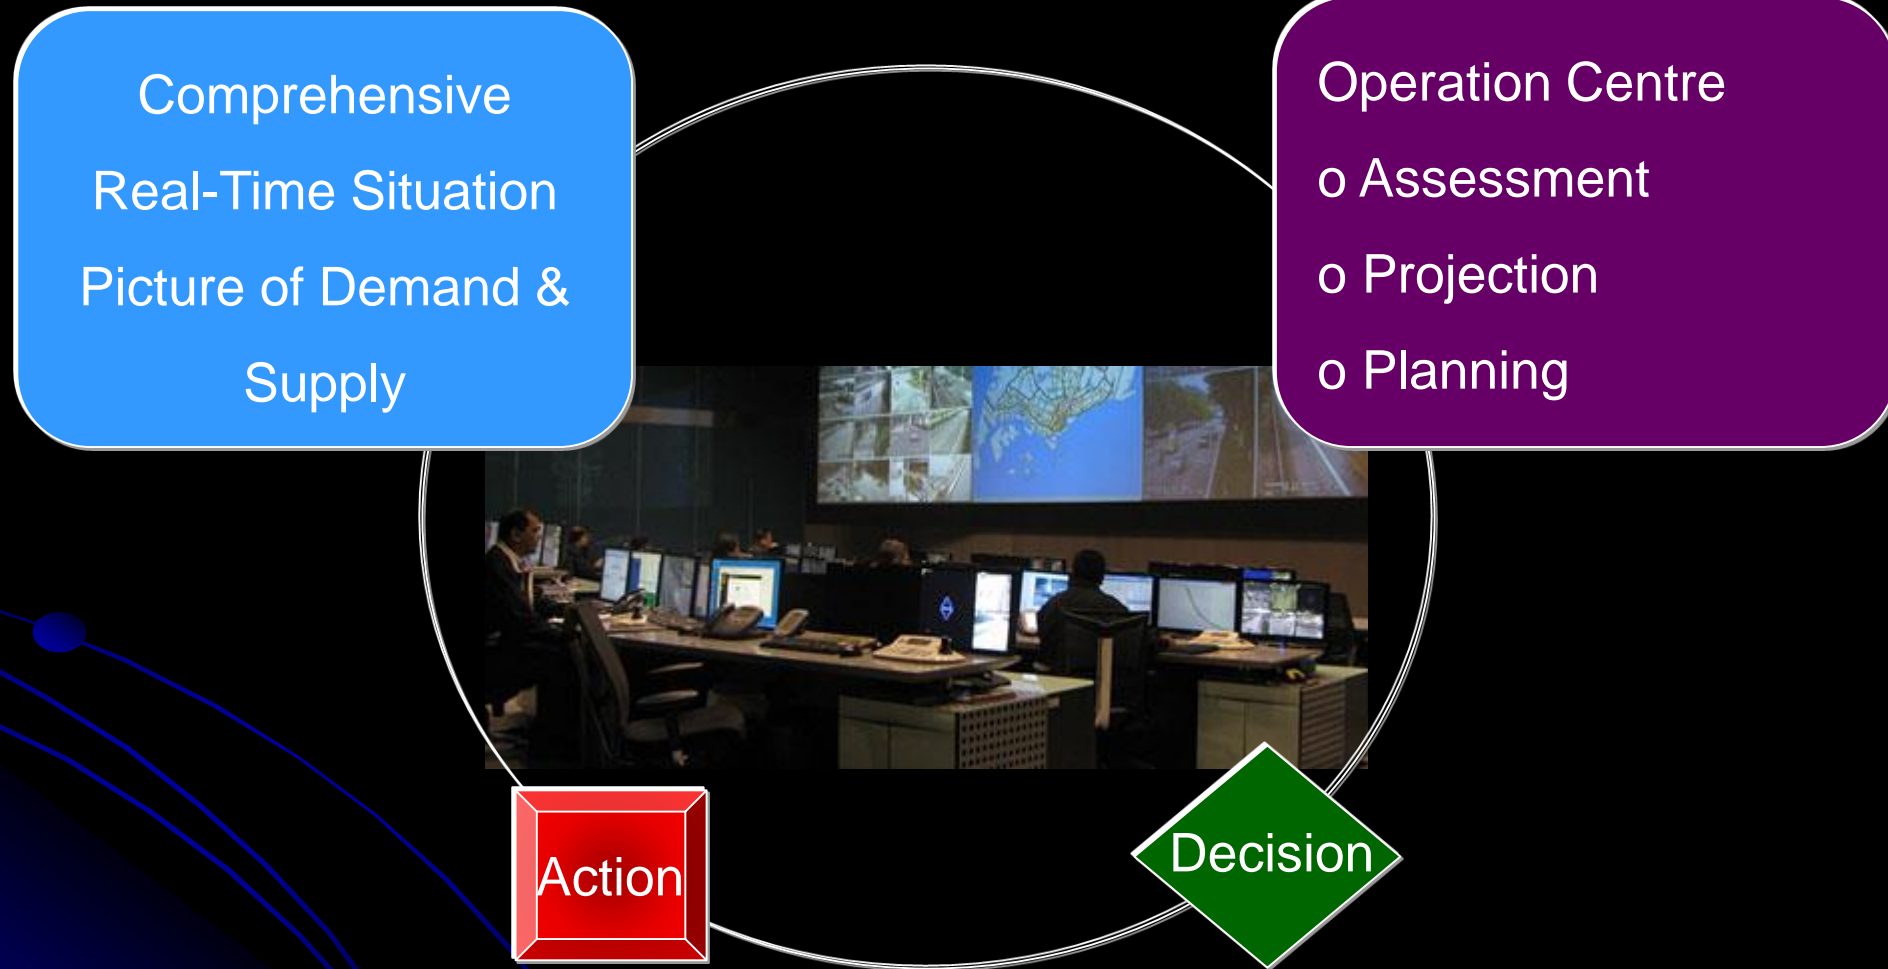 Comprehensive
Real-Time Situation
Picture of Demand &
Supply
Operation Centre
o Assessment
o Projection
o Planning
Action
Decision